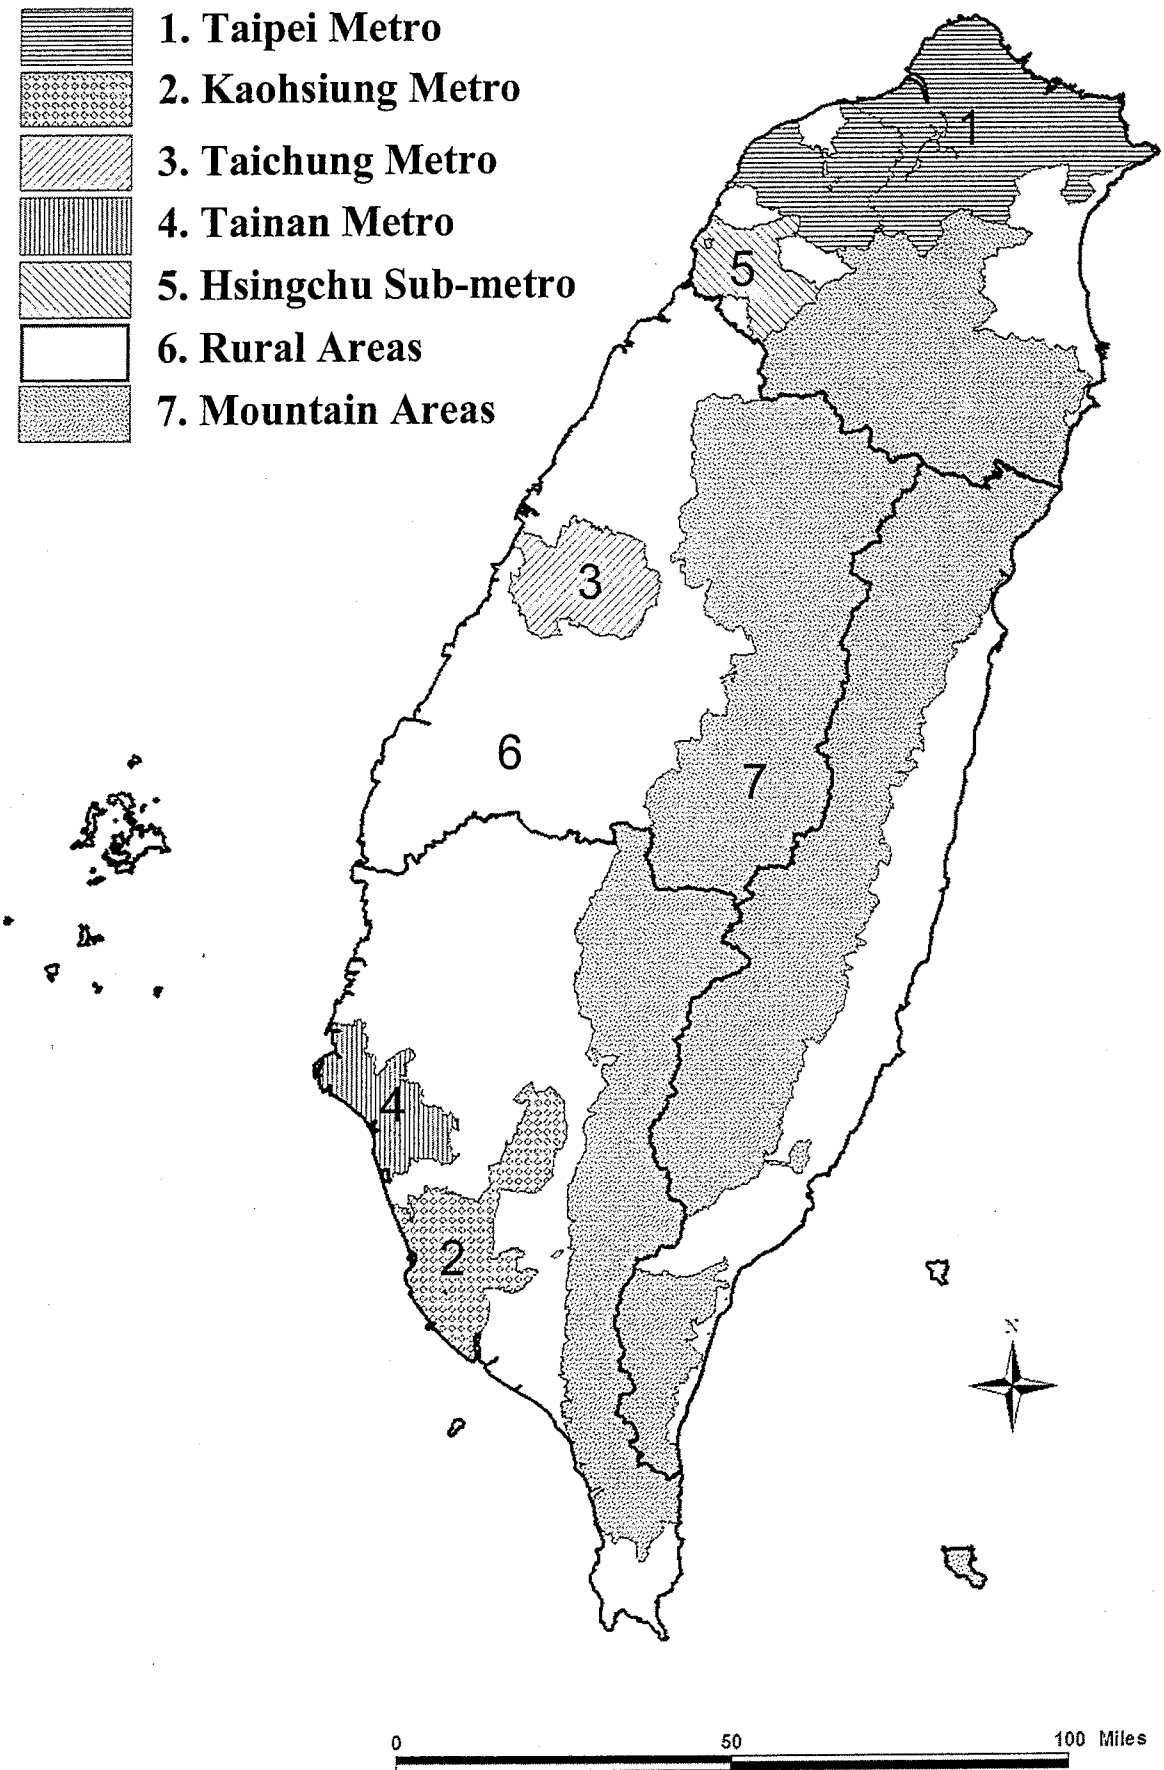 1. Taipei Metro
2. Kaohsiung Metro
3. Taichung Metro
4. Tainan Metro
5. Hsingchu Sub-metro
6. Rural Areas
7. Mountain Areas
1
5
3
6
7
4
2
N
0 50 100 Miles